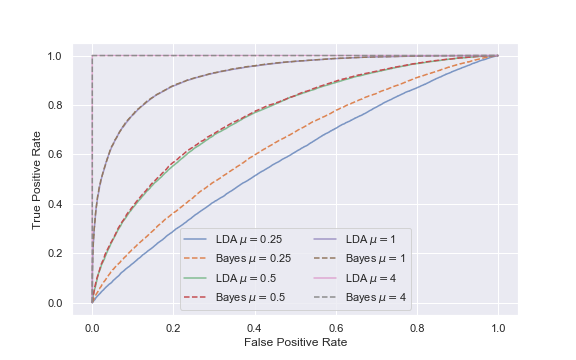 1.0
0.8
0.6
0.4
0.2
0.0
True Positive Rate
LDA μ = 0.25
Bayes μ = 0.25
LDA μ = 0.5
Bayes μ = 0.5
LDA μ = 1
Bayes μ = 1
LDA μ = 4
Bayes μ = 4
0.0 0.2 0.4 0.6 0.8 1.0
False Positive Rate